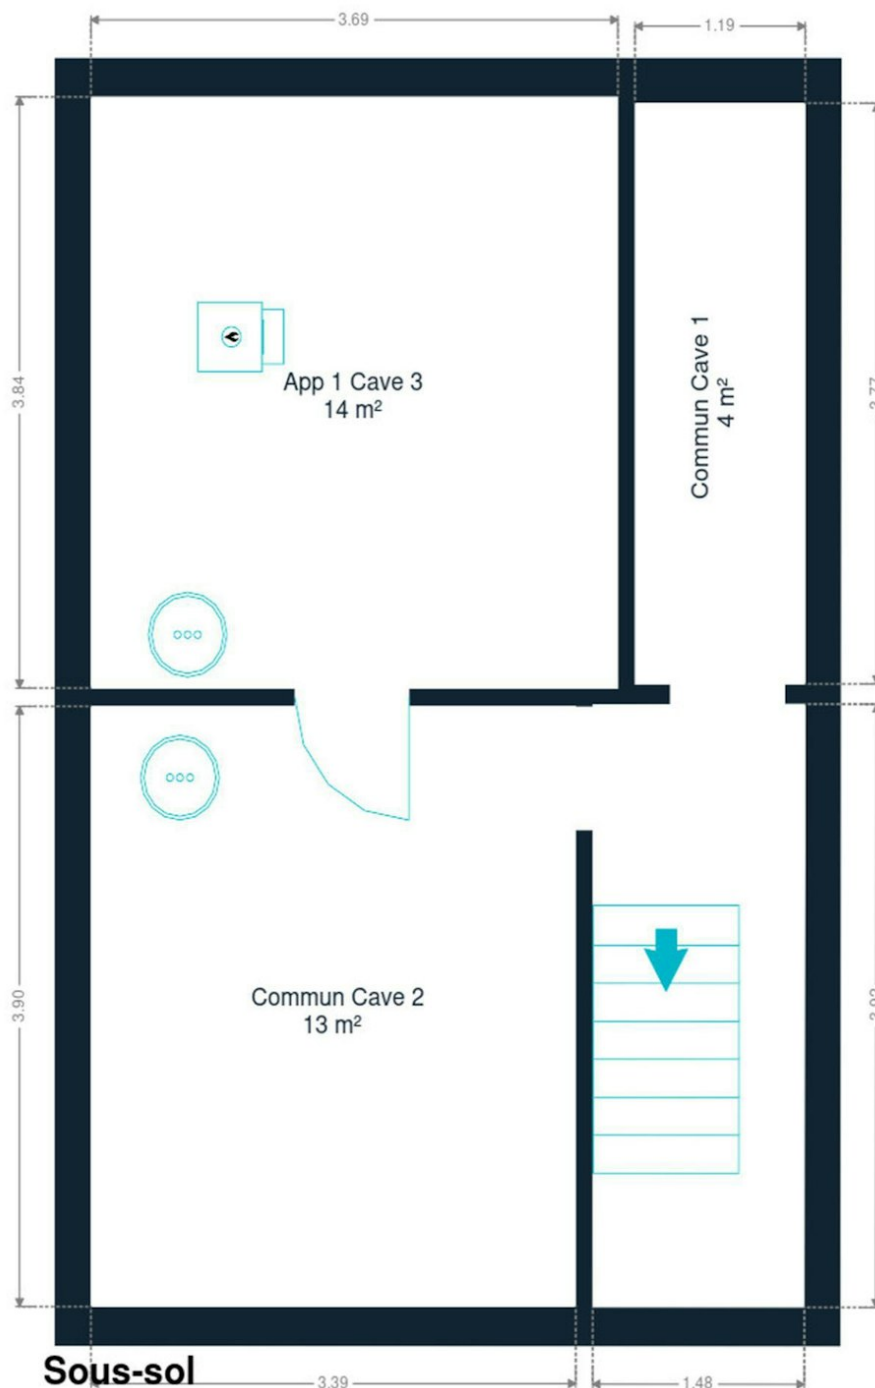 3.69
1.19
3.84
App 1 Cave 3
14 m²
Commun Cave 1
4 m²
3.90
Commun Cave 2
13 m²
Sous-sol
3.39
1.48